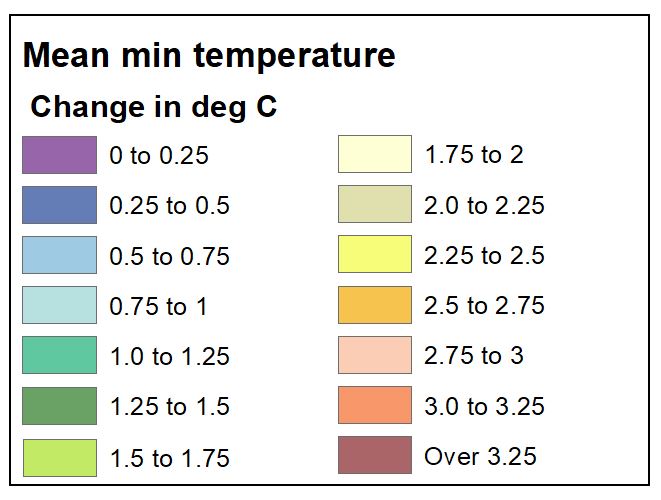 Mean min temperature
Change in deg C
0 to 0.25
0.25 to 0.5
0.5 to 0.75
0.75 to 1
1.0 to 1.25
1.25 to 1.5
1.5 to 1.75
1.75 to 2
2.0 to 2.25
2.25 to 2.5
2.5 to 2.75
2.75 to 3
3.0 to 3.25
Over 3.25